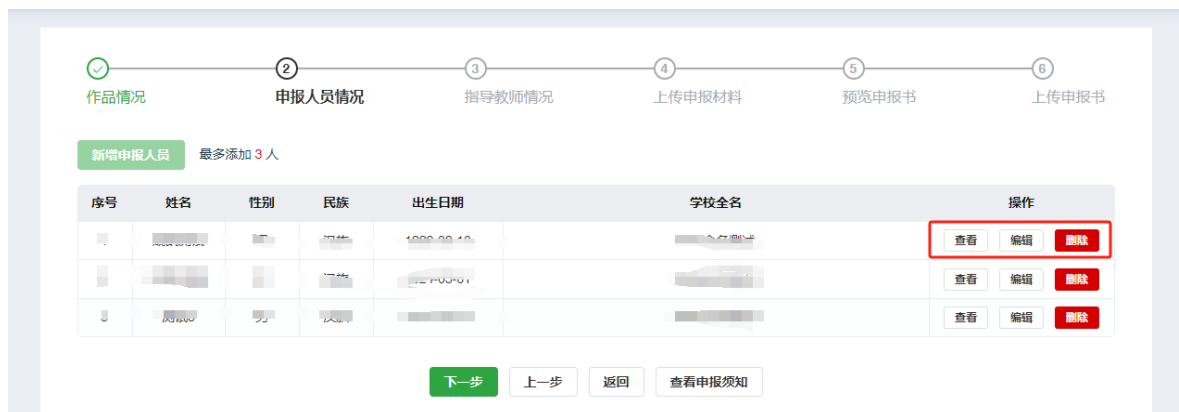 2 3 4 5 6
作品情况 申报人员情况 指导教师情况 上传申报材料 预览申报书 上传申报书
新增申报人员 最多添加 3 人
序号 姓名 性别 民族 出生日期 学校全名 操作
查看 编辑 删除
查看 编辑 删除
查看 编辑 删除
下一步 上一步 返回 查看申报须知